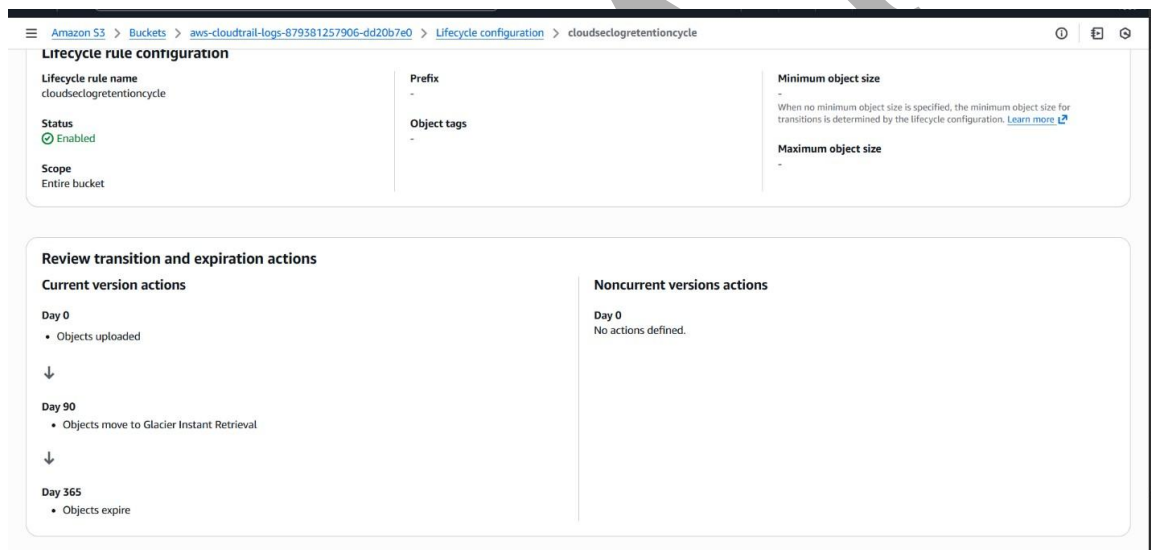 Amazon S3 > Buckets > aws-cloudtrail-logs-879381257906-dd20b7e0 > Lifecycle configuration > cloudseclogretentioncycle
Lifecycle rule configuration
Lifecycle rule name
cloudseclogretentioncycle
Status
Enabled
Scope
Entire bucket
Prefix
-
Object tags
-
Minimum object size
-
When no minimum object size is specified, the minimum object size for
transitions is determined by the lifecycle configuration. Learn more
Maximum object size
-
Review transition and expiration actions
Current version actions
Day 0
• Objects uploaded
↓
Day 90
• Objects move to Glacier Instant Retrieval
↓
Day 365
• Objects expire
Noncurrent versions actions
Day 0
No actions defined.